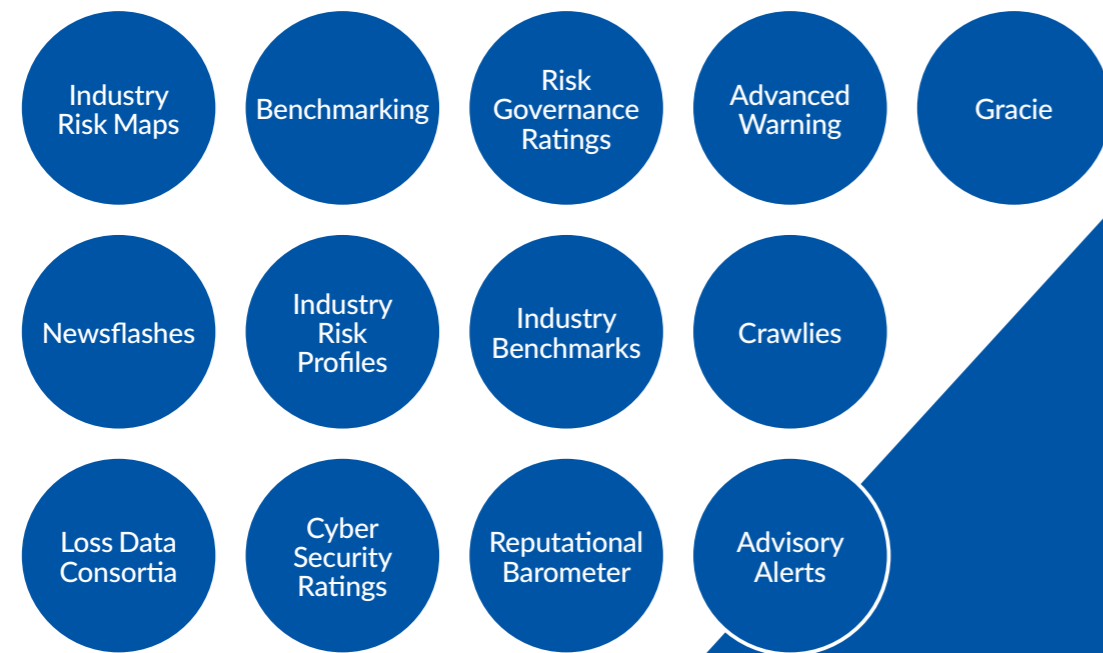 Industry
Risk Maps
Benchmarking
Risk
Governance
Ratings
Advanced
Warning
Gracie
Newsflashes
Industry
Risk
Profiles
Industry
Benchmarks
Crawlies
Loss Data
Consortia
Cyber
Security
Ratings
Reputational
Barometer
Advisory
Alerts